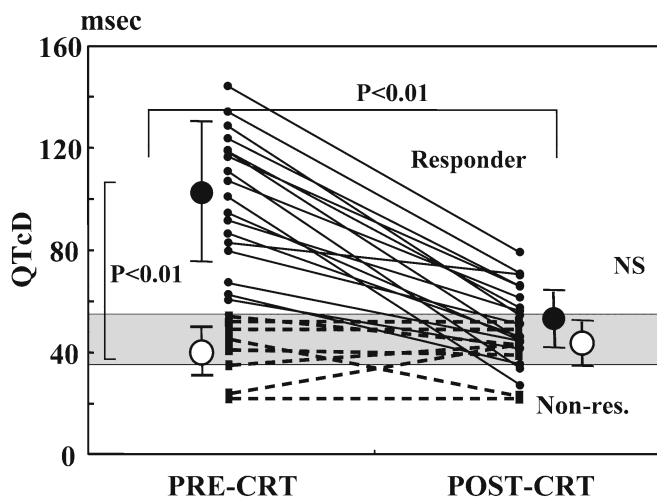 msec
160
P<0.01
120
Responder
QTcD
80
P<0.01
NS
40
Non-res.
0
PRE-CRT
POST-CRT